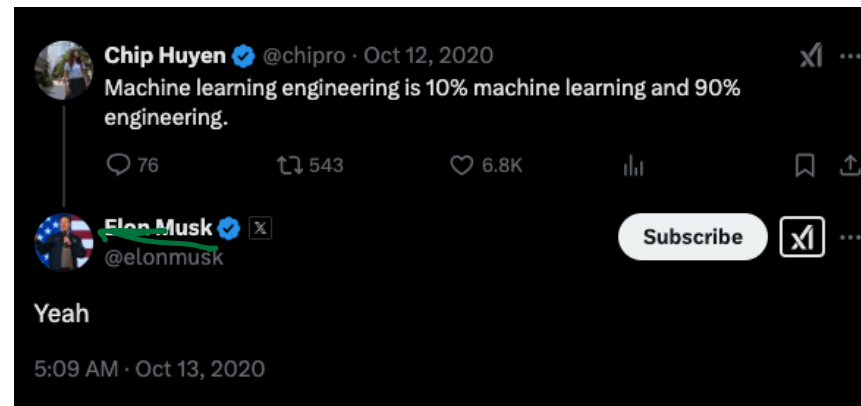 Chip Huyen @chipro · Oct 12, 2020
Machine learning engineering is 10% machine learning and 90%
engineering.
76 543 6.8K
Elon Musk
Subscribe
@elonmusk
Yeah
5:09 AM · Oct 13, 2020